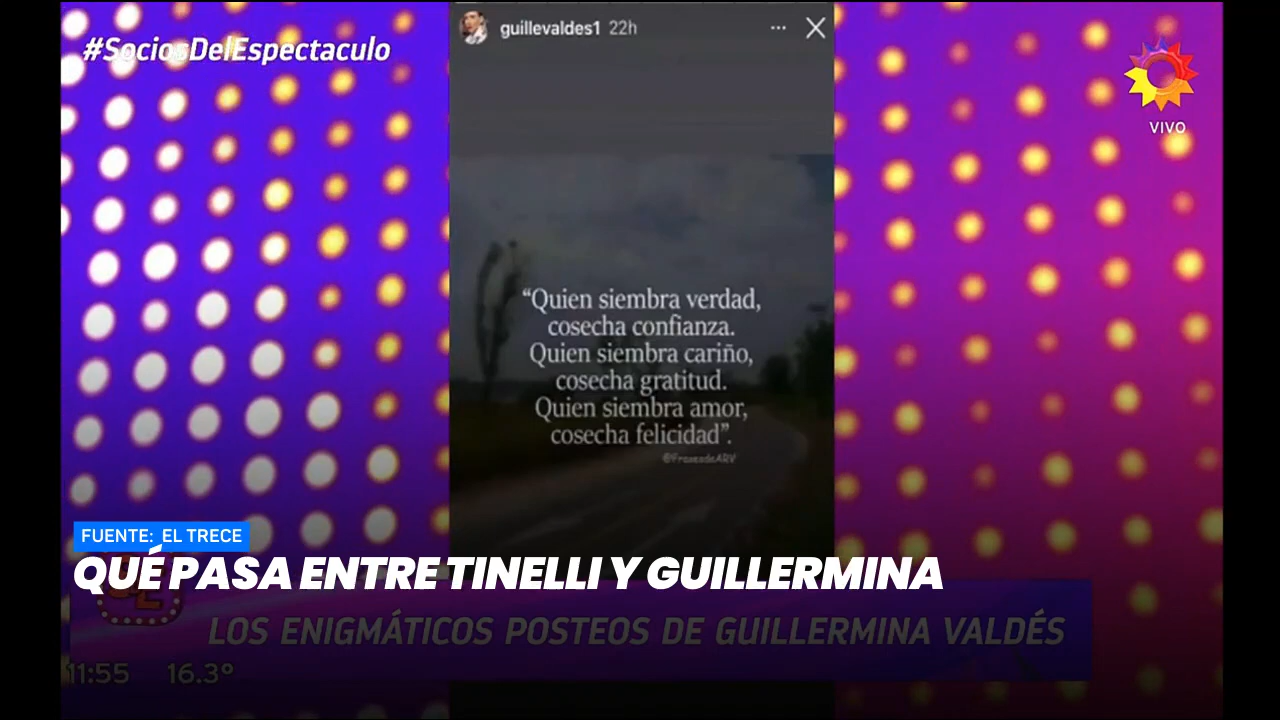 #SociosDelEspectaculo
guillevaldes1 22h
VIVO
“Quien siembra verdad,
cosecha confianza.
Quien siembra cariño,
cosecha gratitud.
Quien siembra amor,
cosecha felicidad”.
@FrasesdeARV
FUENTE: EL TRECE
QUÉ PASA ENTRE TINELLI Y GUILLERMINA
LOS ENIGMÁTICOS POSTEOS DE GUILLERMINA VALDÉS
11:55 16.3°